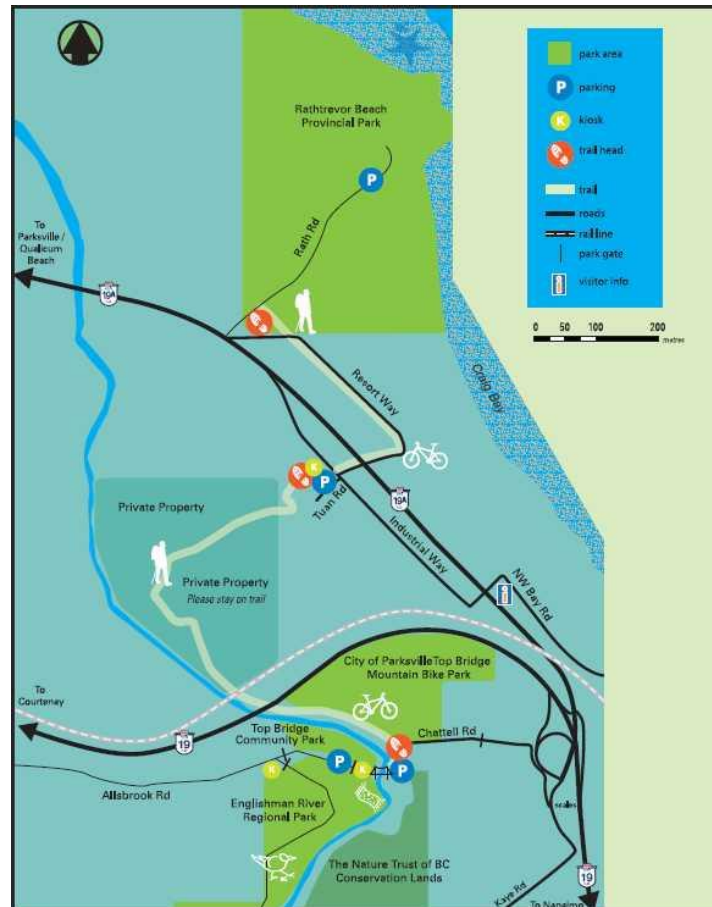 Rathtrevor Beach
Provincial Park
P
Rath Rd
To
Parksville /
Qualicum
Beach
19A
Resort Way
Craig Bay
K
P
Tuan Rd
19A
Private Property
Industrial Way
NW Bay Rd
Private Property
Please stay on trail
City of ParksvilleTop Bridge
Mountain Bike Park
To
Courtenay
19
Top Bridge
Community Park
Chattell Rd
K
P
K
P
Allsbrook Rd
Englishman River
Regional Park
scales
The Nature Trust of BC
Conservation Lands
Kaye Rd
19
To Nanaimo
park area
P
parking
K
kiosk
trail head
trail
roads
rail line
park gate
visitor info
0 50 100 200
metres